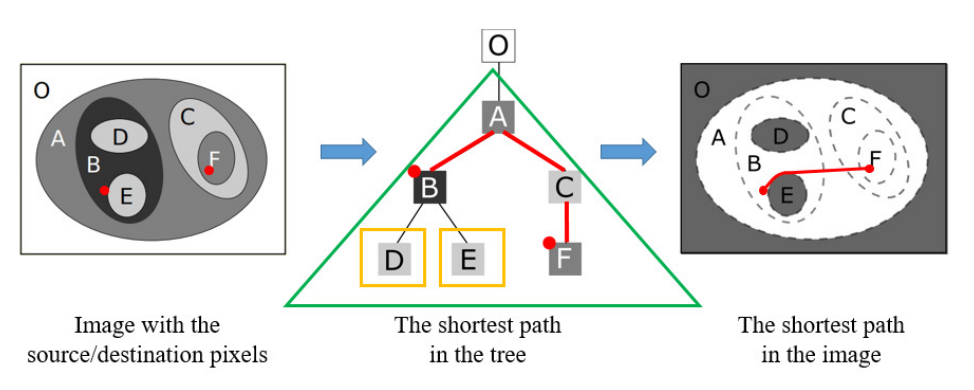 O
A
B
C
D
E
F
O
A
B
C
D
E
F
O
A
B
C
D
E
F
Image with the
source/destination pixels
The shortest path
in the tree
The shortest path
in the image